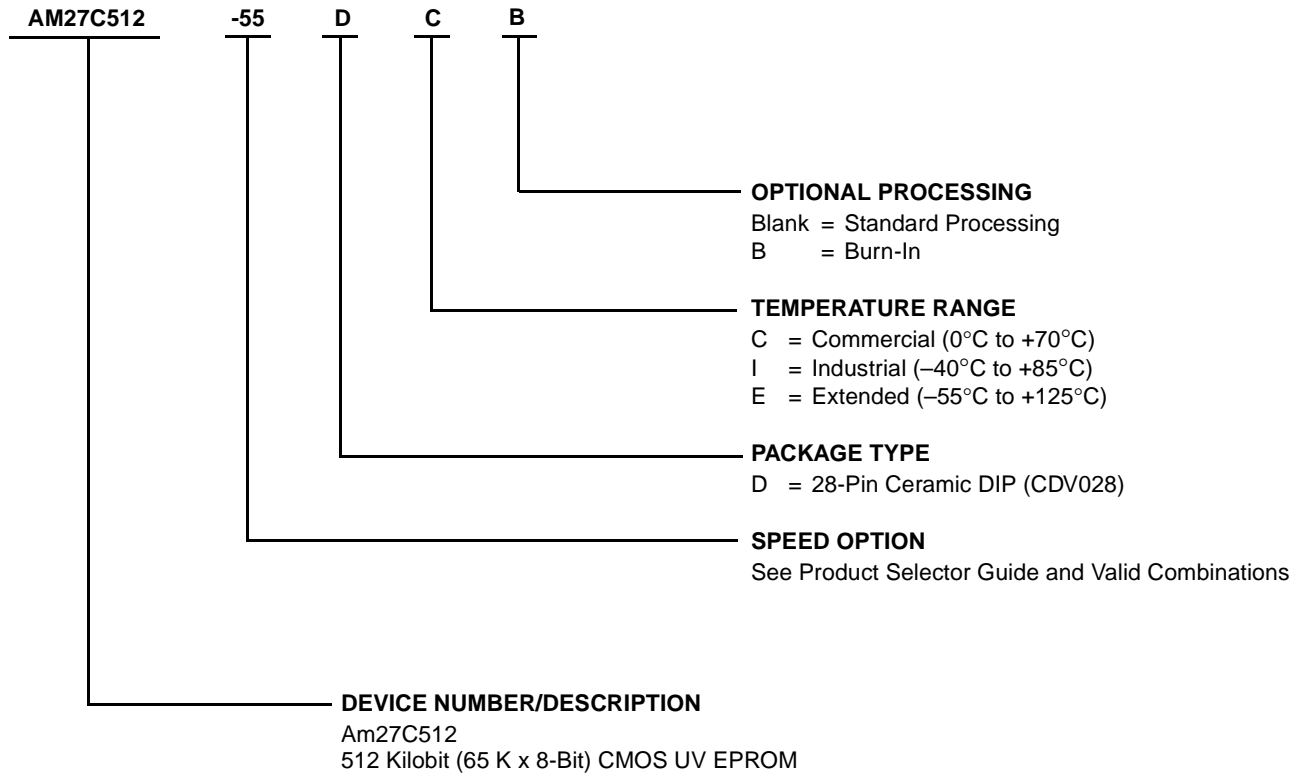 AM27C512 -55 D C B
OPTIONAL PROCESSING
Blank = Standard Processing
B = Burn-In
TEMPERATURE RANGE
C = Commercial (0°C to +70°C)
I = Industrial (–40°C to +85°C)
E = Extended (–55°C to +125°C)
PACKAGE TYPE
D = 28-Pin Ceramic DIP (CDV028)
SPEED OPTION
See Product Selector Guide and Valid Combinations
DEVICE NUMBER/DESCRIPTION
Am27C512
512 Kilobit (65 K x 8-Bit) CMOS UV EPROM